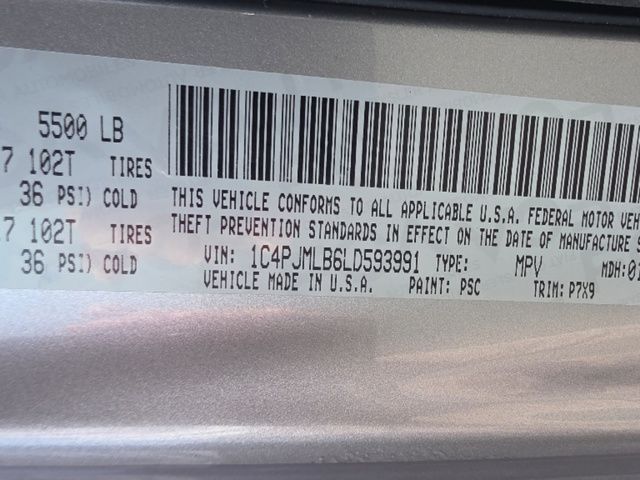 5500 LB
7 102T TIRES
36 PSI) COLD
7 102T TIRES
36 PSI) COLD
THIS VEHICLE CONFORMS TO ALL APPLICABLE U.S.A. FEDERAL MOTOR
THEFT PREVENTION STANDARDS IN EFFECT ON THE DATE OF MANUFACTURE
VIN: 1C4PJMLB6LD593991 TYPE: MPV MDH:
VEHICLE MADE IN U.S.A. PAINT: PSC TRIM: P7X9